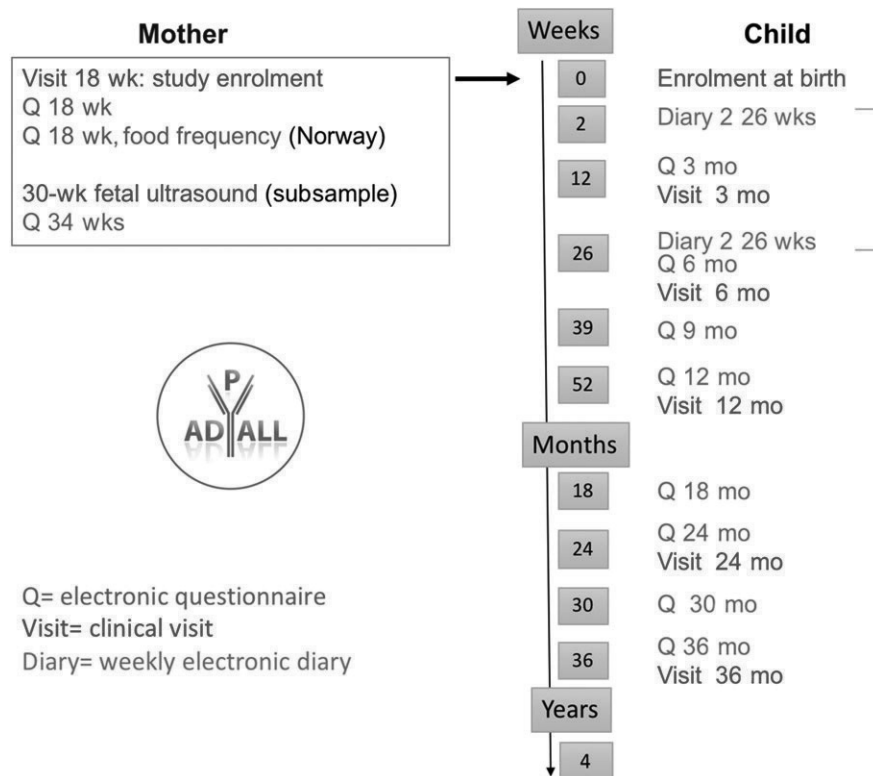 Mother
Visit 18 wk: study enrolment
Q 18 wk
Q 18 wk, food frequency (Norway)
30-wk fetal ultrasound (subsample)
Q 34 wks
P
AD ALL
Q= electronic questionnaire
Visit= clinical visit
Diary= weekly electronic diary
Weeks
Child
0
Enrolment at birth
2
Diary 2 26 wks
12
Q 3 mo
Visit 3 mo
26
Diary 2 26 wks
Q 6 mo
Visit 6 mo
39
Q 9 mo
52
Q 12 mo
Visit 12 mo
Months
18
Q 18 mo
24
Q 24 mo
Visit 24 mo
30
Q 30 mo
36
Q 36 mo
Visit 36 mo
Years
4